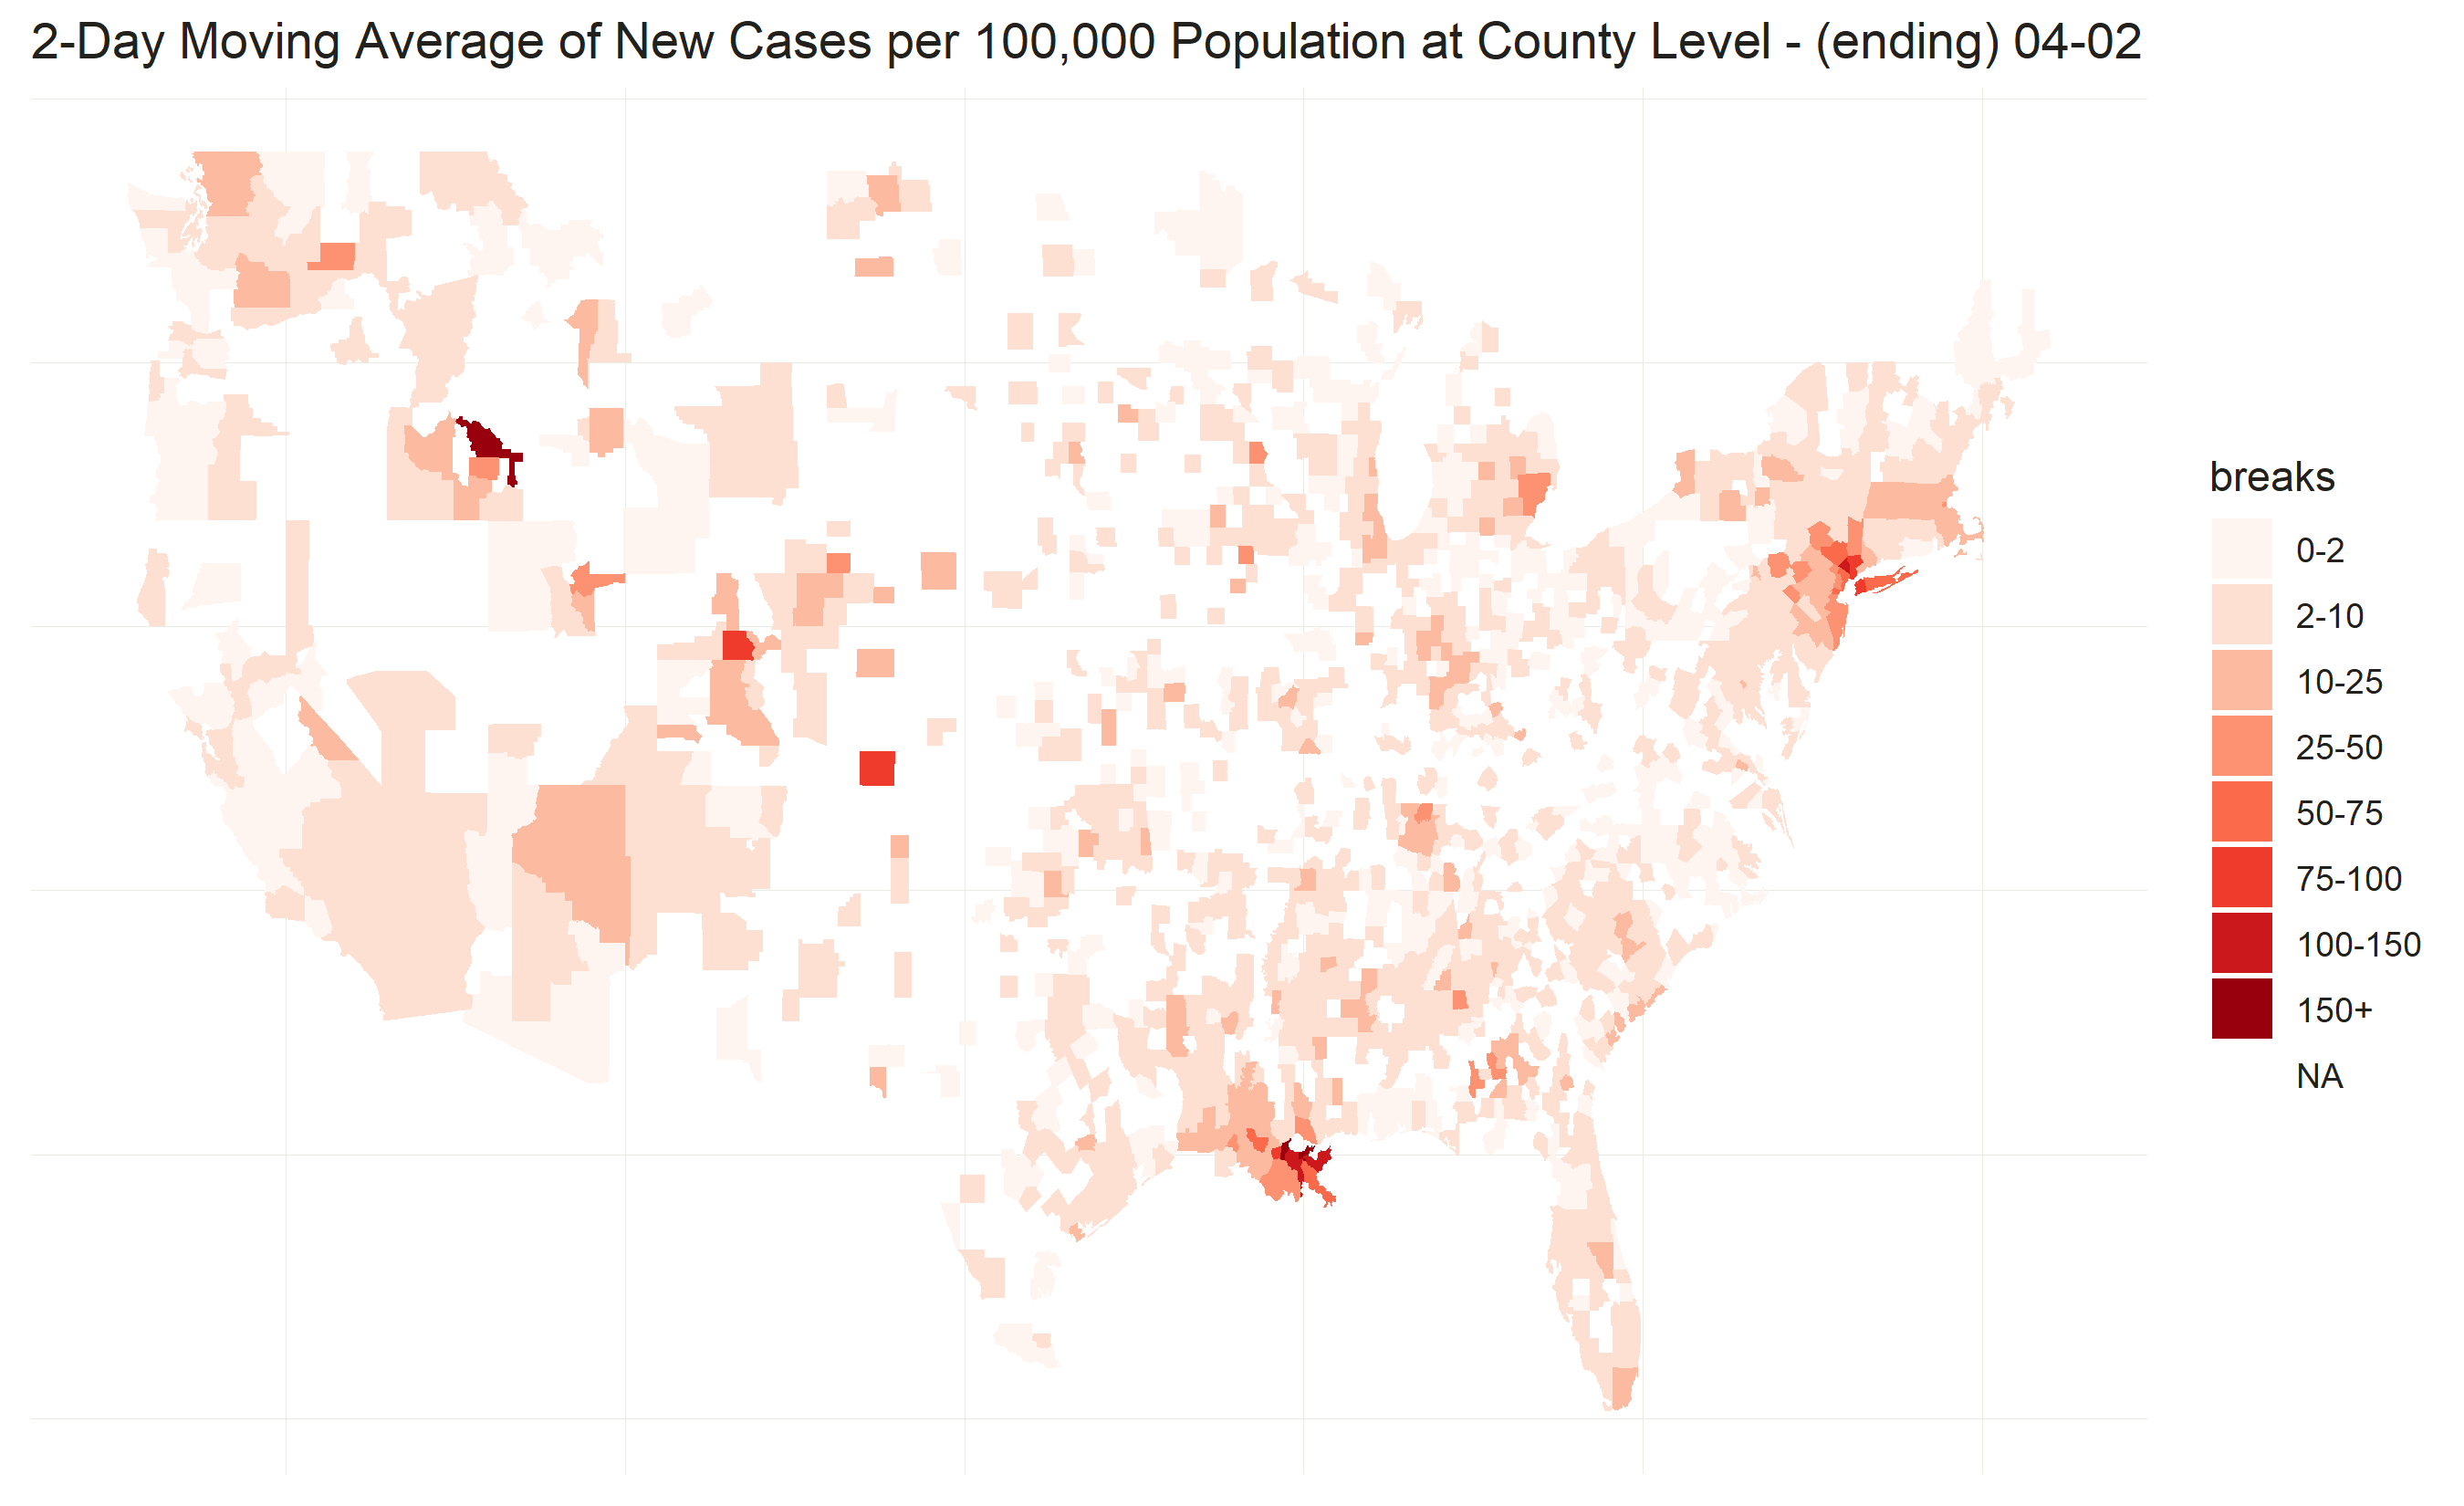 2-Day Moving Average of New Cases per 100,000 Population at County Level - (ending) 04-02
breaks
0-2
2-10
10-25
25-50
50-75
75-100
100-150
150+
NA